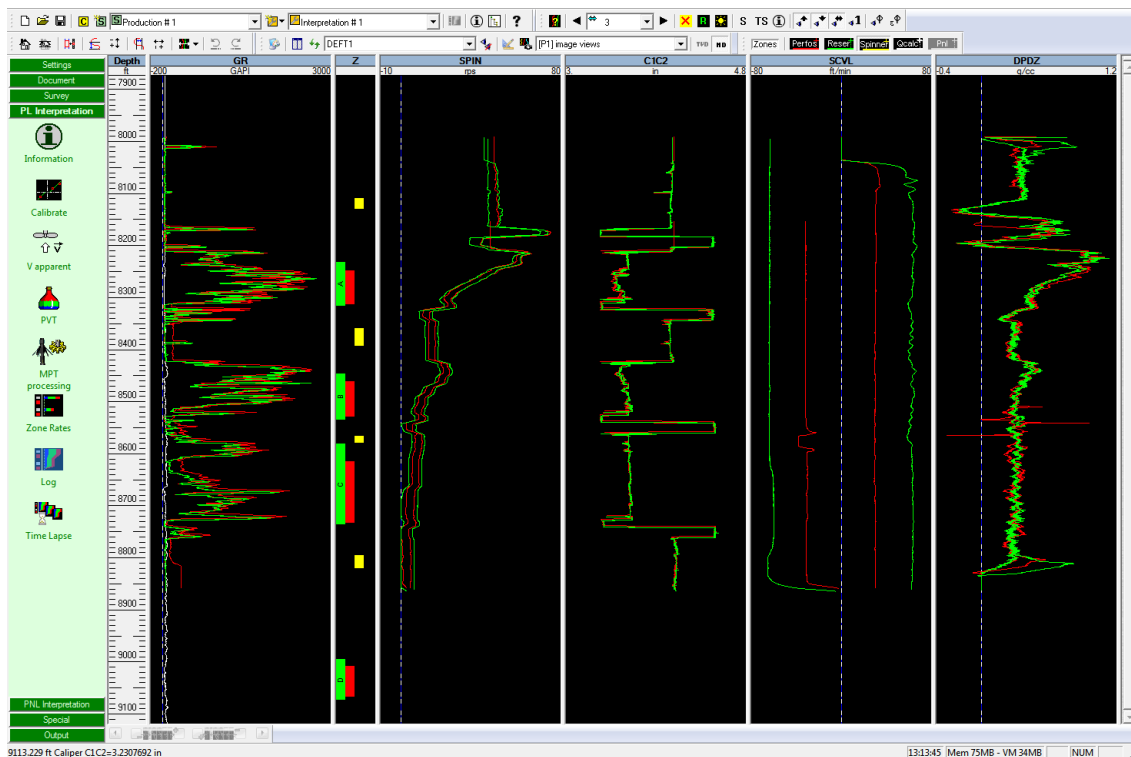 Production # 1 Interpretation # 1 ? ? 3 X R S TS 1
DEFT1 [P1] image views TVD MD Zones Perfos Reser Spinner Qcalc Pnl
Settings
Document
Survey
PL Interpretation
Information
Calibrate
V apparent
PVT
MPT
processing
Zone Rates
Log
Time Lapse
PNL Interpretation
Special
Output
Depth GR Z SPIN C1C2 SCVL DPDZ
ft -200 GAPI 3000 -10 rps 80 3. in 4.8 -80 ft/min 80 -0.4 g/cc 1.2
7900
8000
8100
8200
8300
8400
8500
8600
8700
8800
8900
9000
9100
A
B
C
D
9113.229 ft Caliper C1C2=3.2307692 in 13:13:45 Mem 75MB - VM 34MB NUM